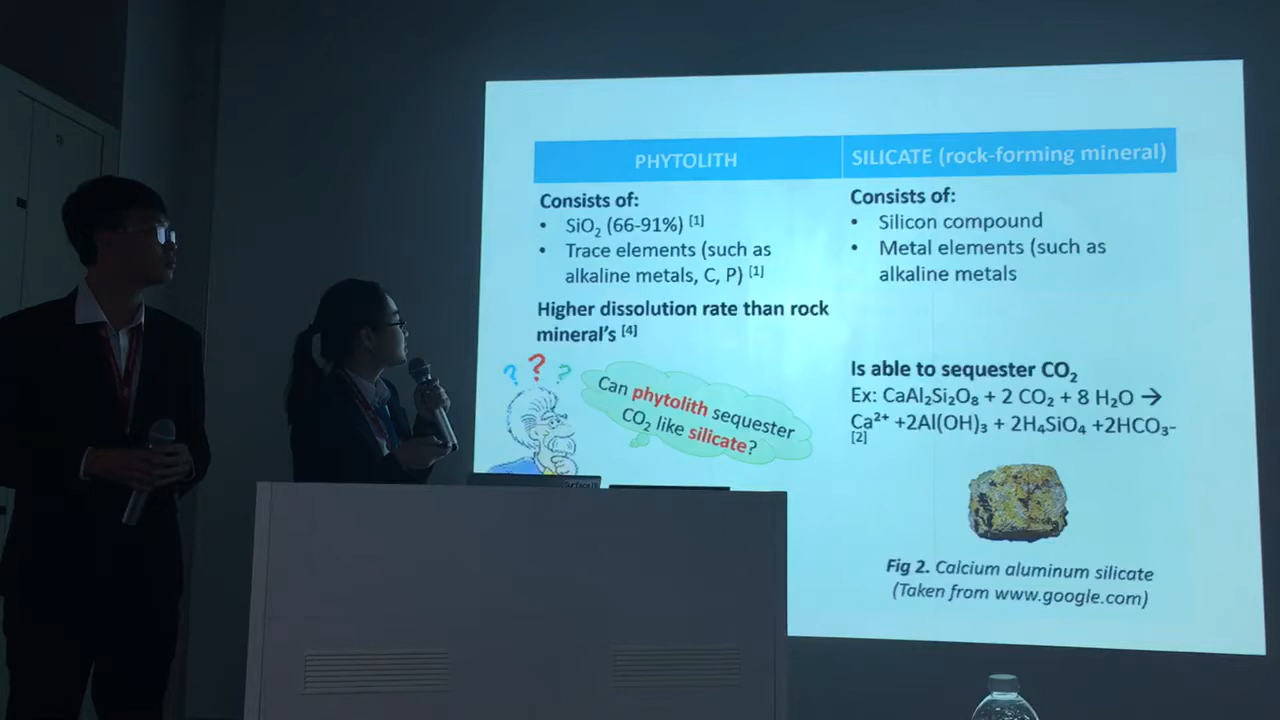 PHYTOLITH
SILICATE (rock-forming mineral)
Consists of:
• SiO₂ (66-91%) [1]
• Trace elements (such as
alkaline metals, C, P) [1]
Higher dissolution rate than rock
mineral's [4]
? ? ?
Can phytolith sequester
CO₂ like silicate?
Consists of:
• Silicon compound
• Metal elements (such as
alkaline metals
Is able to sequester CO₂
Ex: CaAl₂Si₂O₈ + 2 CO₂ + 8 H₂O →
Ca²⁺ +2Al(OH)₃ + 2H₄SiO₄ +2HCO₃-
[2]
Fig 2. Calcium aluminum silicate
(Taken from www.google.com)
Surface